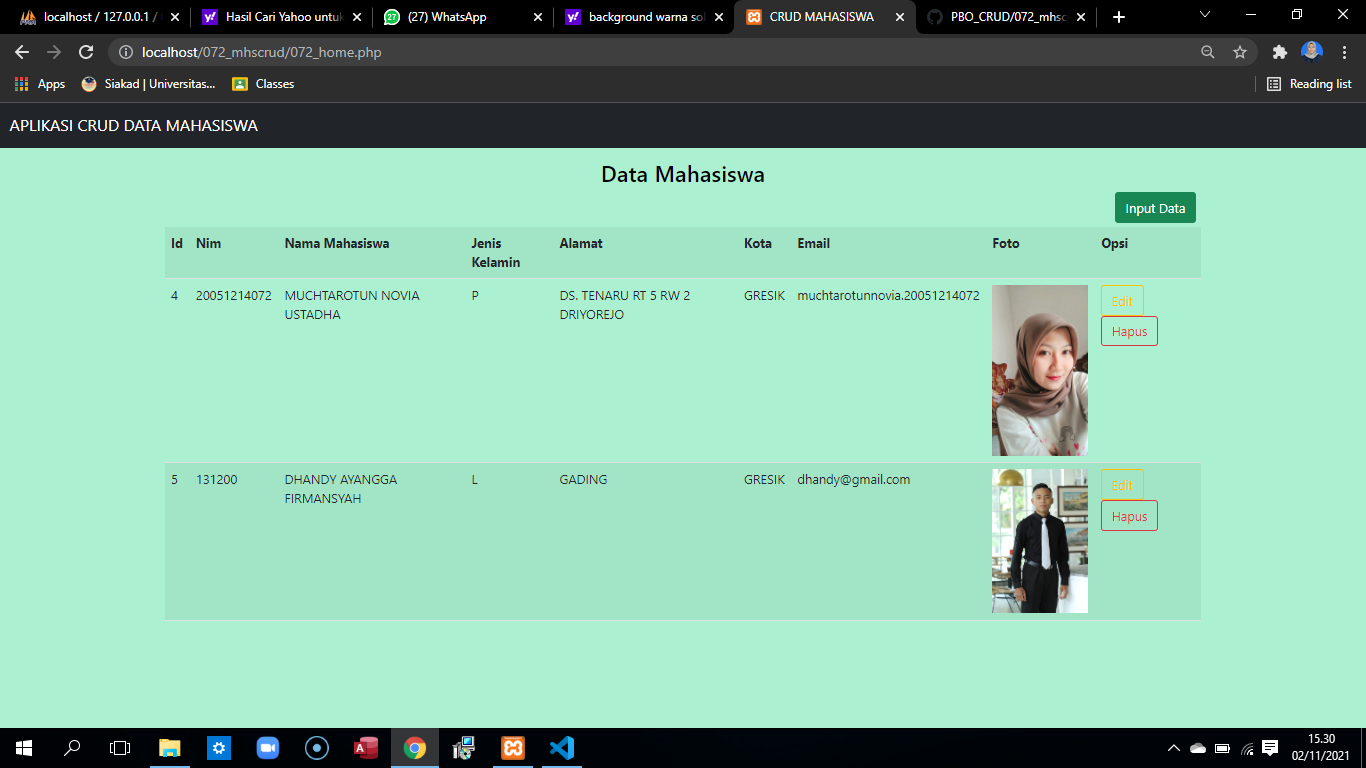 localhost / 127.0.0.1 /
Hasil Cari Yahoo untuk
(27) WhatsApp
background warna sol
CRUD MAHASISWA
PBO_CRUD/072_mhsc
localhost/072_mhscrud/072_home.php
Apps
Siakad | Universitas...
Classes
Reading list
APLIKASI CRUD DATA MAHASISWA
Data Mahasiswa
Input Data
Id Nim Nama Mahasiswa Jenis Kelamin Alamat Kota Email Foto Opsi
4 20051214072 MUCHTAROTUN NOVIA USTADHA P DS. TENARU RT 5 RW 2 DRIYOREJO GRESIK muchtarotunnovia.20051214072
Edit
Hapus
5 131200 DHANDY AYANGGA FIRMANSYAH L GADING GRESIK dhandy@gmail.com
Edit
Hapus
15.30
02/11/2021